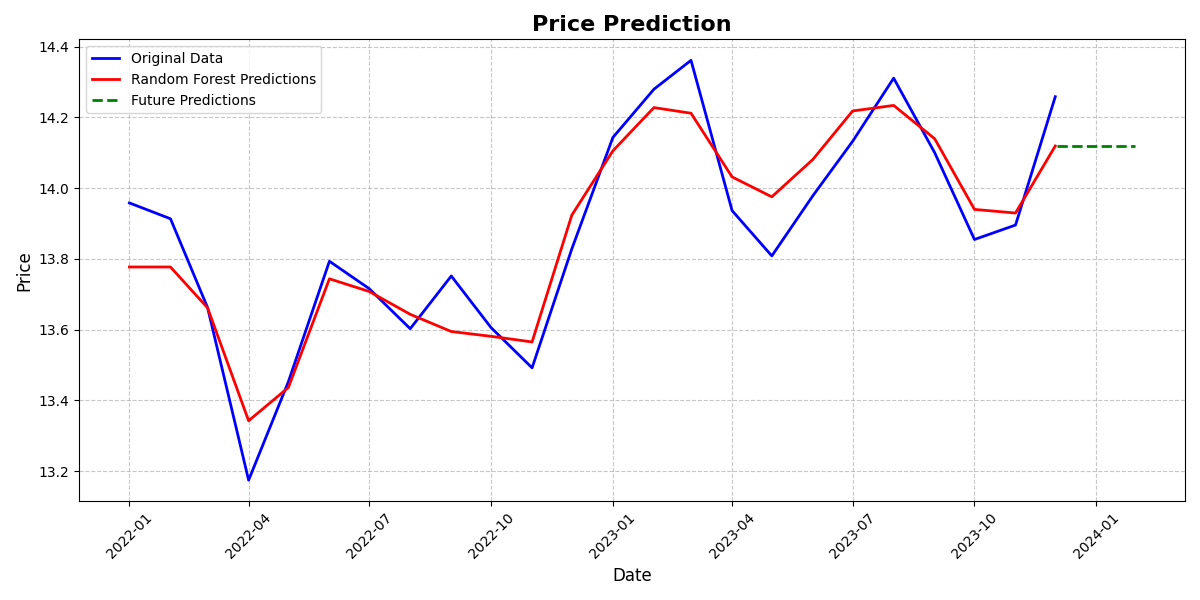 Price Prediction
Original Data
Random Forest Predictions
Future Predictions
Price
14.4
14.2
14.0
13.8
13.6
13.4
13.2
2022-01
2022-04
2022-07
2022-10
2023-01
2023-04
2023-07
2023-10
2024-01
Date